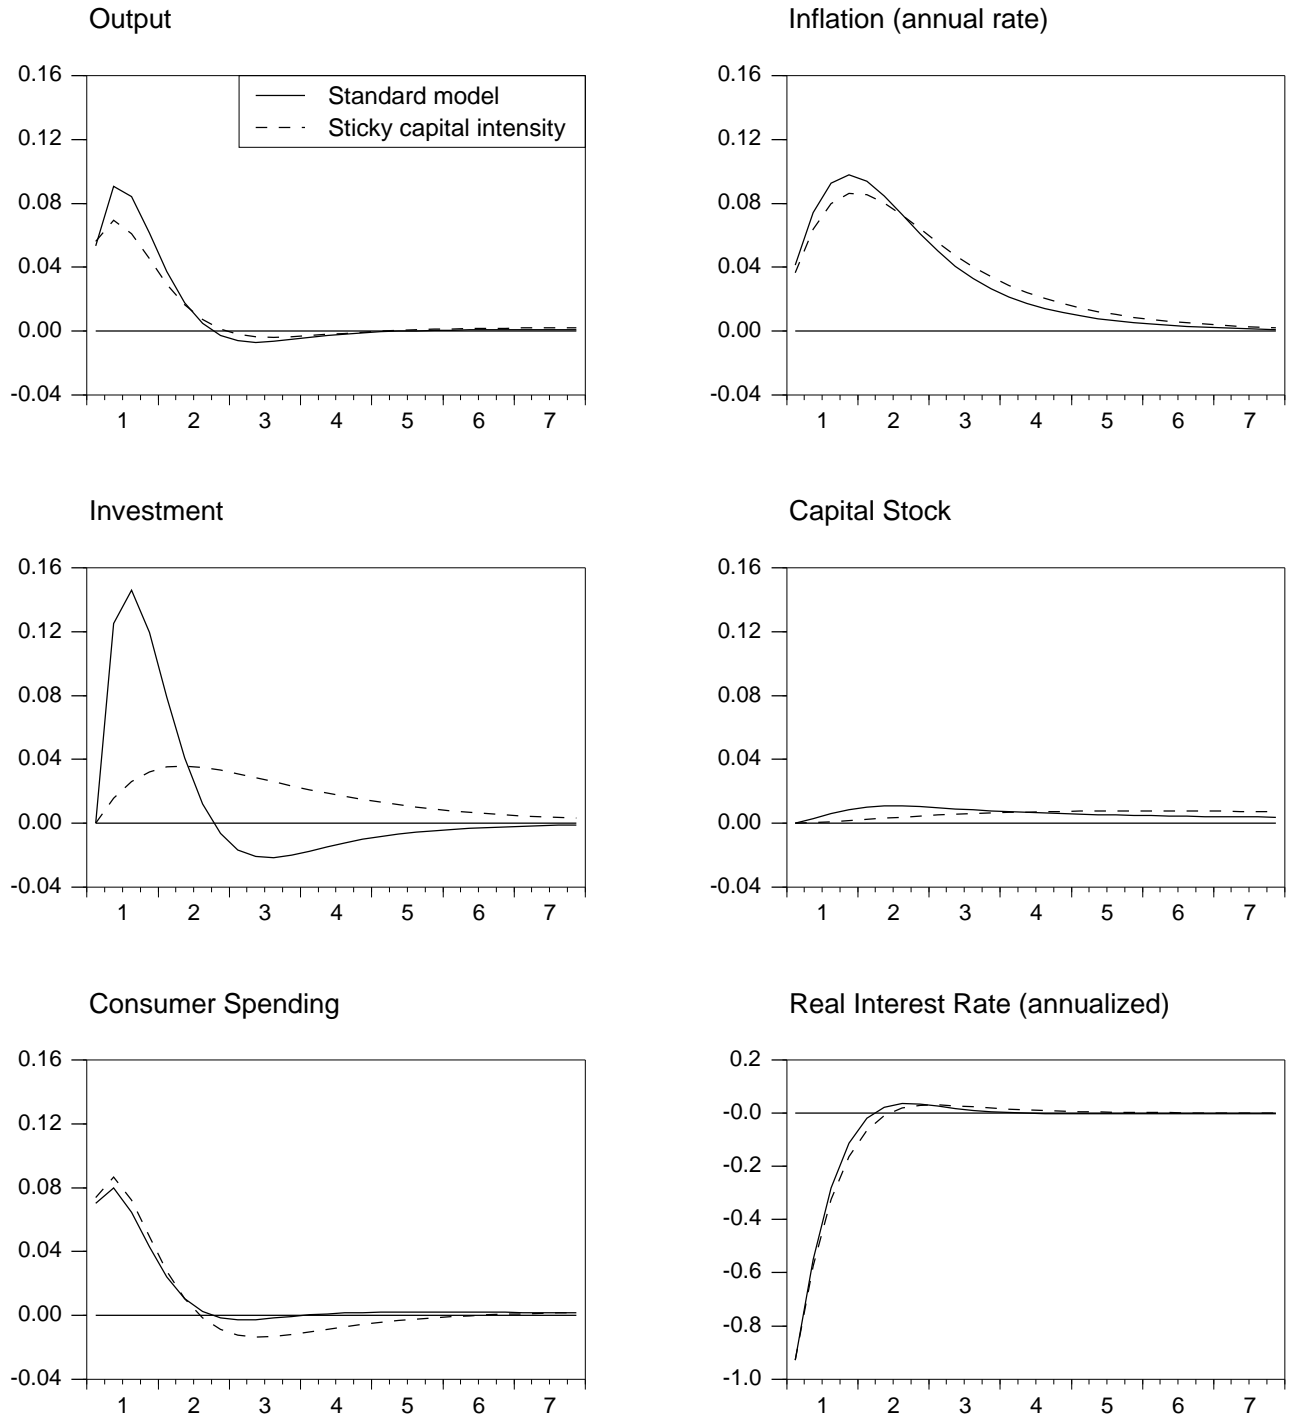 Output
0.16
0.12
0.08
0.04
0.00
-0.04
Standard model
Sticky capital intensity
1 2 3 4 5 6 7
Inflation (annual rate)
0.16
0.12
0.08
0.04
0.00
-0.04
1 2 3 4 5 6 7
Investment
0.16
0.12
0.08
0.04
0.00
-0.04
1 2 3 4 5 6 7
Capital Stock
0.16
0.12
0.08
0.04
0.00
-0.04
1 2 3 4 5 6 7
Consumer Spending
0.16
0.12
0.08
0.04
0.00
-0.04
1 2 3 4 5 6 7
Real Interest Rate (annualized)
0.2
-0.0
-0.2
-0.4
-0.6
-0.8
-1.0
1 2 3 4 5 6 7